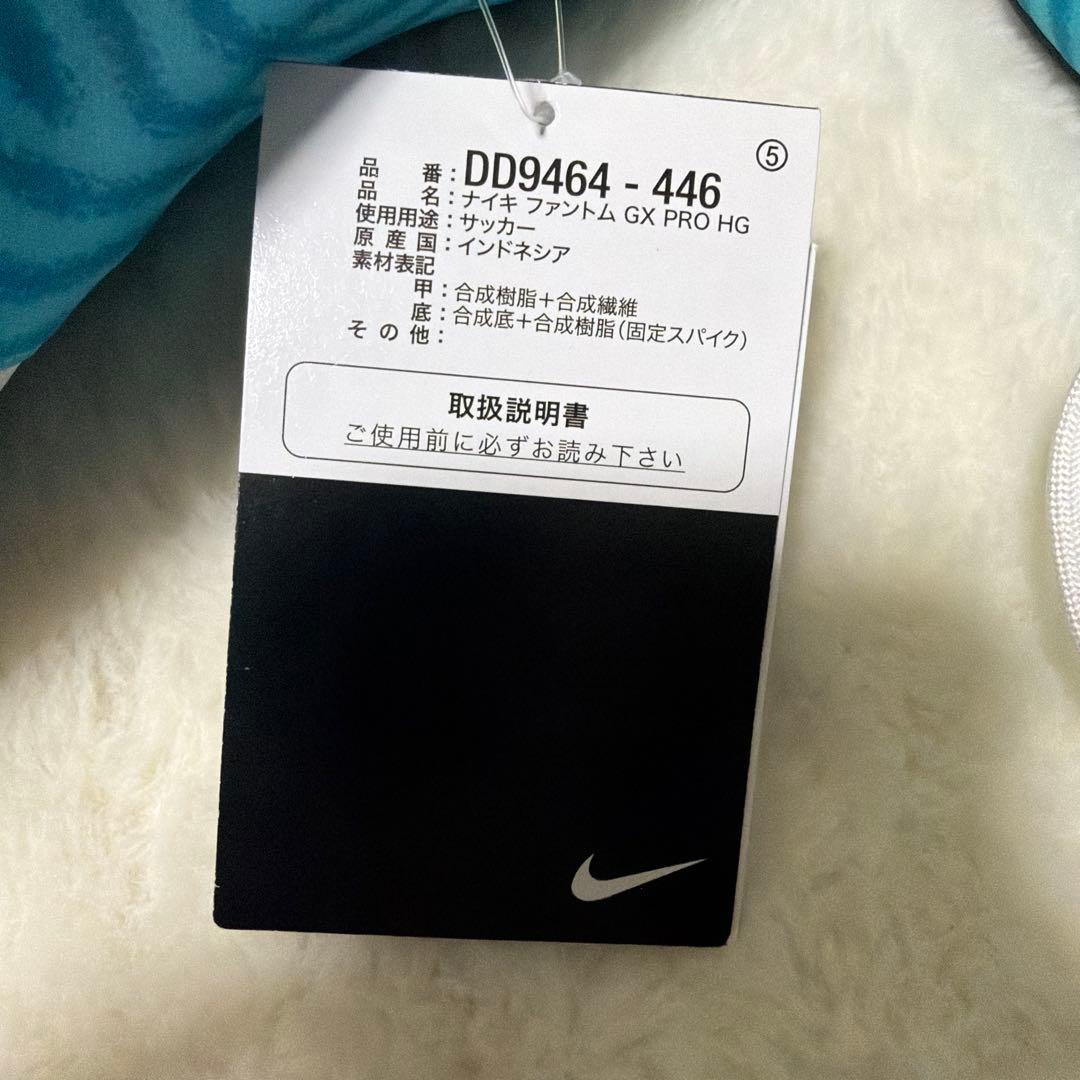 ⑤
品番：DD9464 - 446
品名：ナイキ ファントム GX PRO HG
使用用途：サッカー
原産国：インドネシア
素材表記
甲：合成樹脂＋合成繊維
底：合成底＋合成樹脂（固定スパイク）
その他：
取扱説明書
ご使用前に必ずお読み下さい